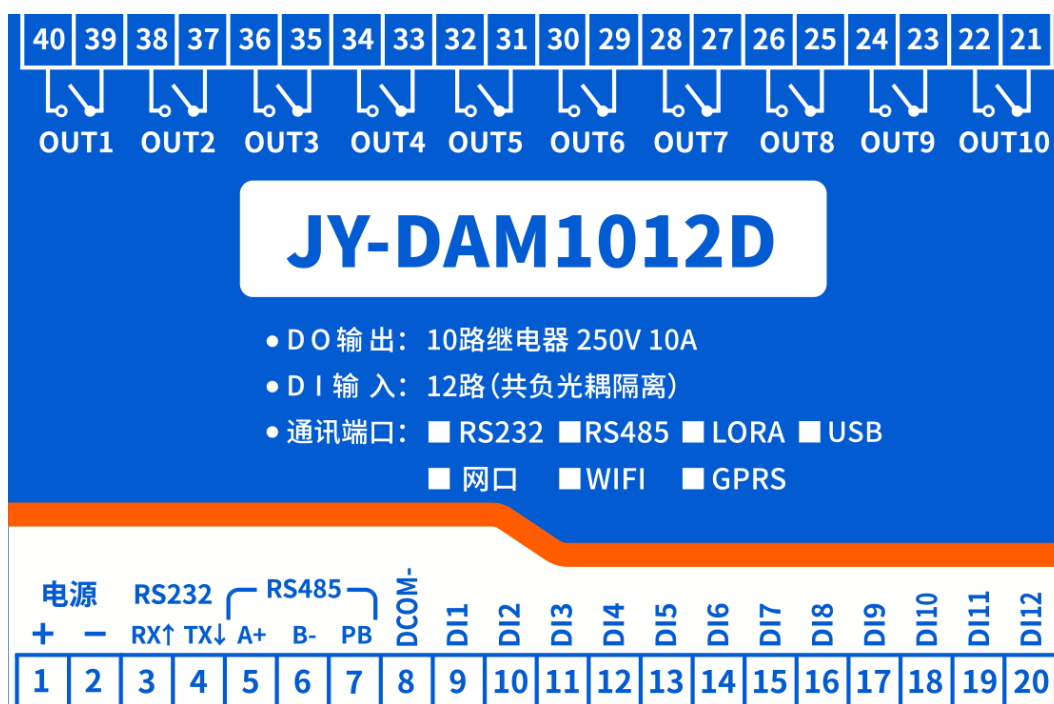 40 39 38 37 36 35 34 33 32 31 30 29 28 27 26 25 24 23 22 21
OUT1 OUT2 OUT3 OUT4 OUT5 OUT6 OUT7 OUT8 OUT9 OUT10
JY-DAM1012D
●DO输出：10路继电器 250V 10A
●DI输入：12路(共负光耦隔离)
●通讯端口：■ RS232 ■RS485 ■ LORA ■ USB
■ 网口 ■WIFI ■ GPRS
电源 RS232 RS485 DCOM- DI1 DI2 DI3 DI4 DI5 DI6 DI7 DI8 DI9 DI10 DI11 DI12
+ − RX↑ TX↓ A+ B- PB
1 2 3 4 5 6 7 8 9 10 11 12 13 14 15 16 17 18 19 20